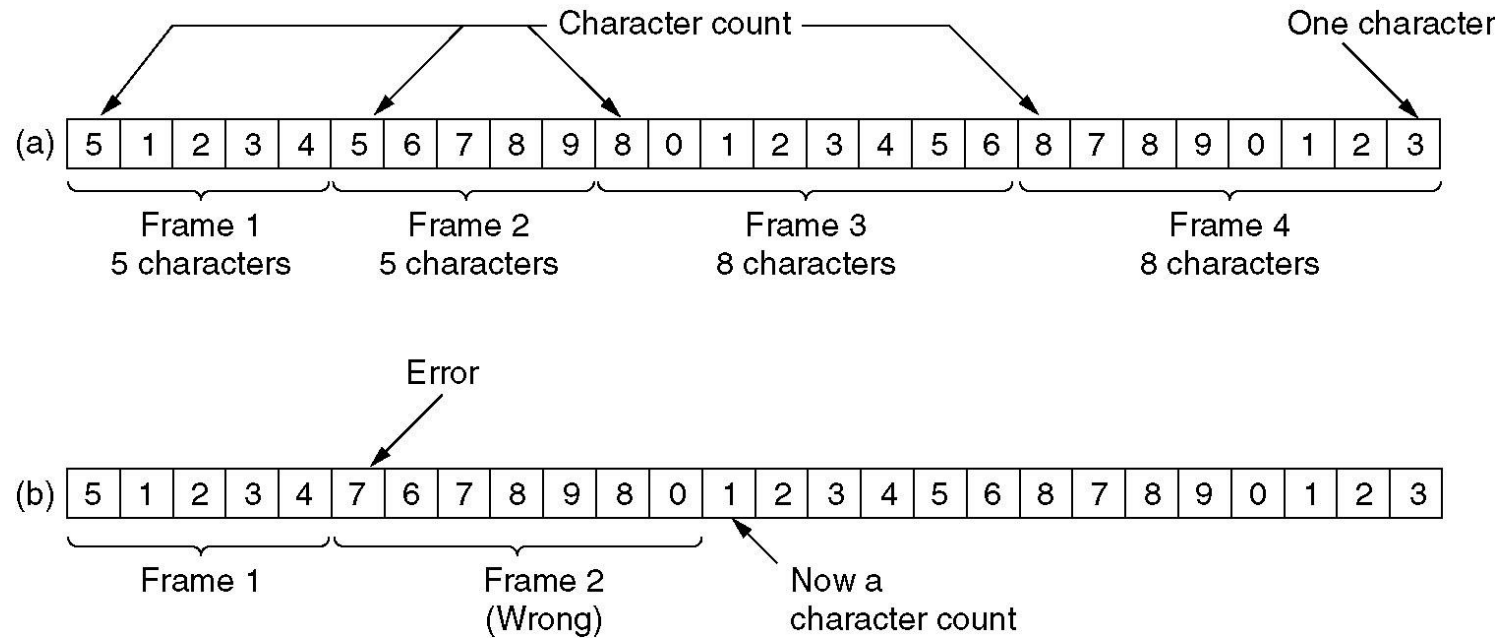 Character count
One character
(a) 5 1 2 3 4 5 6 7 8 9 8 0 1 2 3 4 5 6 8 7 8 9 0 1 2 3
Frame 1
5 characters
Frame 2
5 characters
Frame 3
8 characters
Frame 4
8 characters
Error
(b) 5 1 2 3 4 7 6 7 8 9 8 0 1 2 3 4 5 6 8 7 8 9 0 1 2 3
Frame 1
Frame 2
(Wrong)
Now a
character count